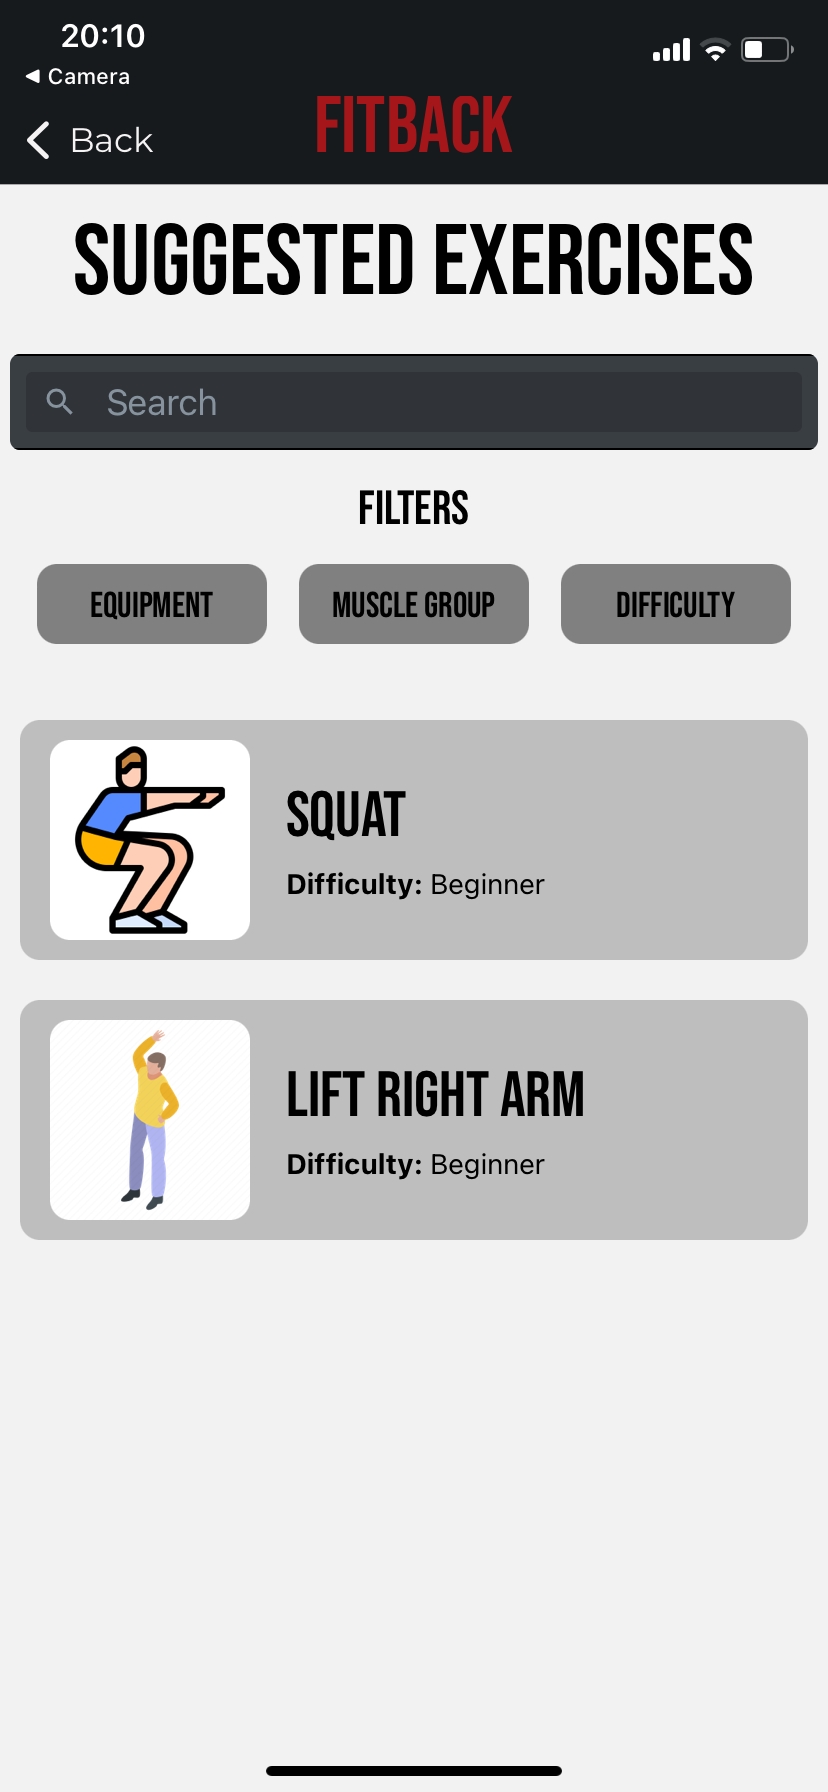 20:10
Camera
Back
FITBACK
SUGGESTED EXERCISES
Search
FILTERS
EQUIPMENT
MUSCLE GROUP
DIFFICULTY
SQUAT
Difficulty: Beginner
LIFT RIGHT ARM
Difficulty: Beginner